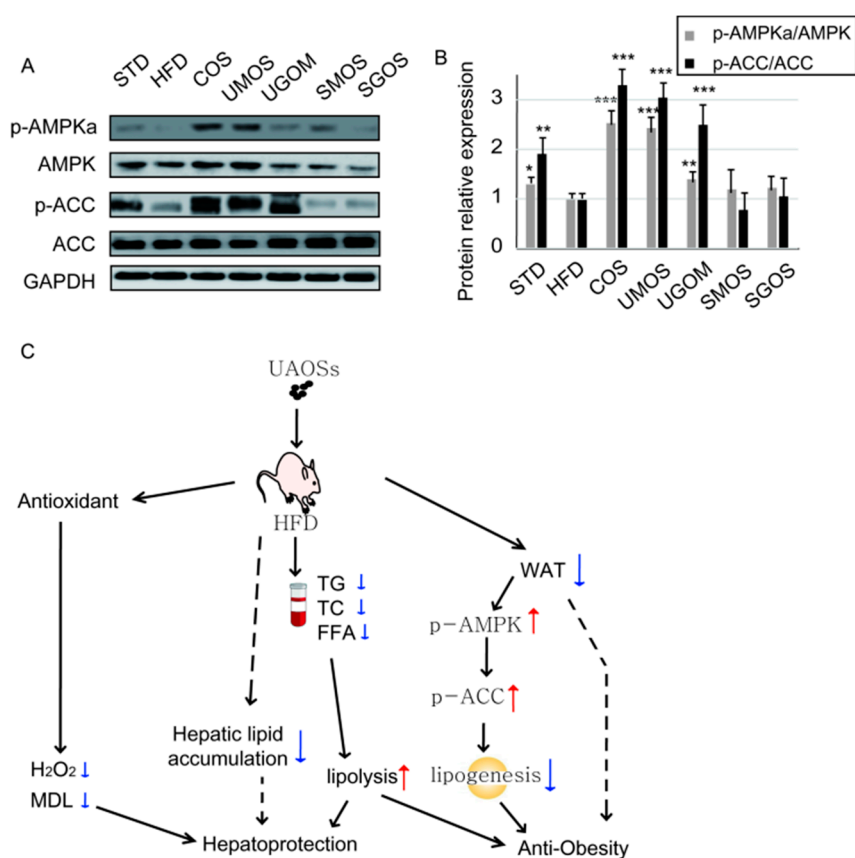 A
STD HFD COS UMOS UGOM SMOS SGOS
p-AMPKa
AMPK
p-ACC
ACC
GAPDH
B
p-AMPKa/AMPK
p-ACC/ACC
Protein relative expression
3
2
1
0
* ** *** *** *** *** ** ***
STD HFD COS UMOS UGOM SMOS SGOS
C
UAOSs
HFD
Antioxidant
TG ↓
TC ↓
FFA ↓
WAT ↓
p-AMPK ↑
p-ACC ↑
Hepatic lipid
accumulation ↓
H₂O₂ ↓
MDL ↓
lipolysis ↑
lipogenesis ↓
Hepatoprotection
Anti-Obesity